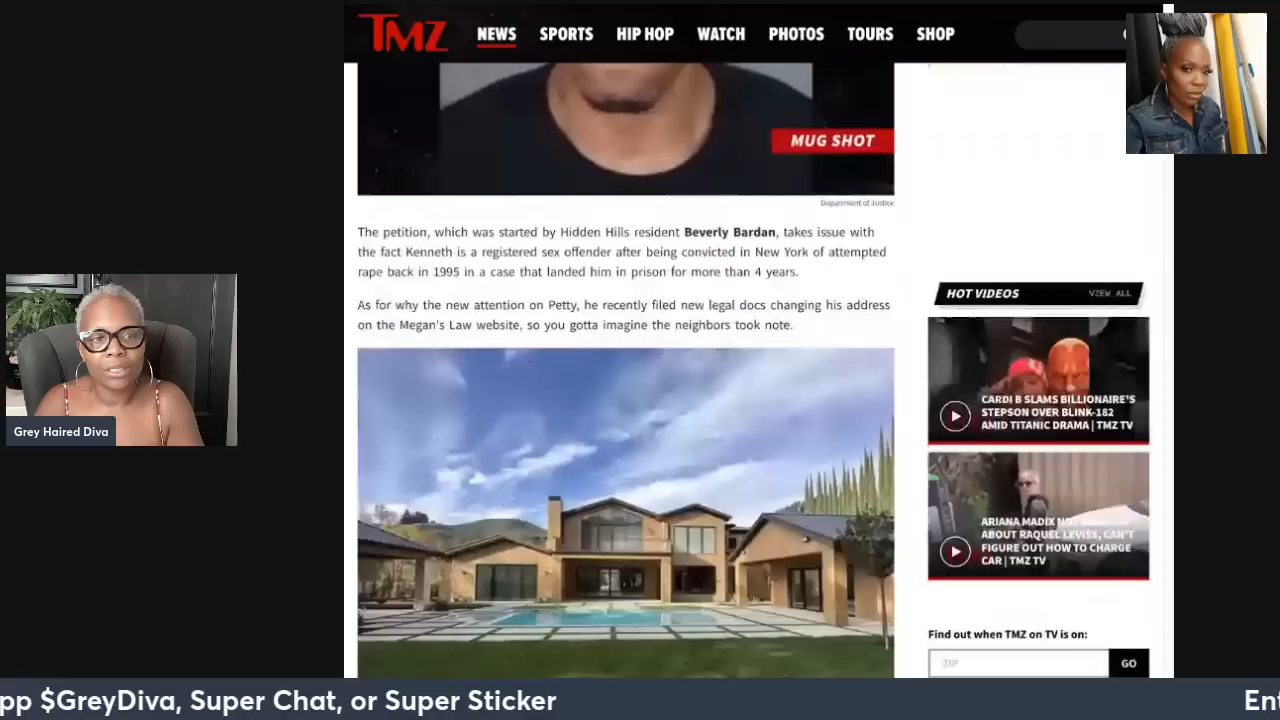 TMZ
NEWS SPORTS HIP HOP WATCH PHOTOS TOURS SHOP
MUG SHOT
Department of Justice
The petition, which was started by Hidden Hills resident Beverly Bardan, takes issue with
the fact Kenneth is a registered sex offender after being convicted in New York of attempted
rape back in 1995 in a case that landed him in prison for more than 4 years.
As for why the new attention on Petty, he recently filed new legal docs changing his address
on the Megan's Law website, so you gotta imagine the neighbors took note.
HOT VIDEOS VIEW ALL
CARDI B SLAMS BILLIONAIRE'S
STEPSON OVER BLINK-182
AMID TITANIC DRAMA | TMZ TV
ARIANA MADIX
ABOUT RAQUEL LEVISS, CAN'T
FIGURE OUT HOW TO CHARGE
CAR | TMZ TV
Find out when TMZ on TV is on:
ZIP GO
Grey Haired Diva
pp $GreyDiva, Super Chat, or Super Sticker
En